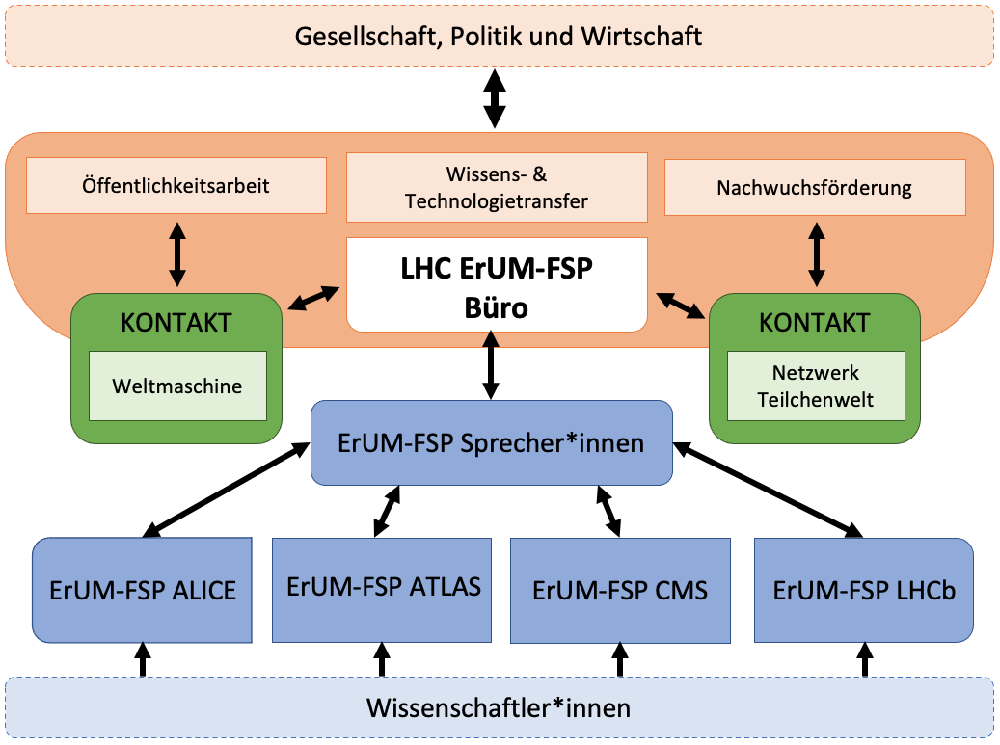 Gesellschaft, Politik und Wirtschaft
Öffentlichkeitsarbeit
Wissens- &
Technologietransfer
Nachwuchsförderung
LHC ErUM-FSP
Büro
KONTAKT
Weltmaschine
KONTAKT
Netzwerk
Teilchenwelt
ErUM-FSP Sprecher*innen
ErUM-FSP ALICE
ErUM-FSP ATLAS
ErUM-FSP CMS
ErUM-FSP LHCb
Wissenschaftler*innen